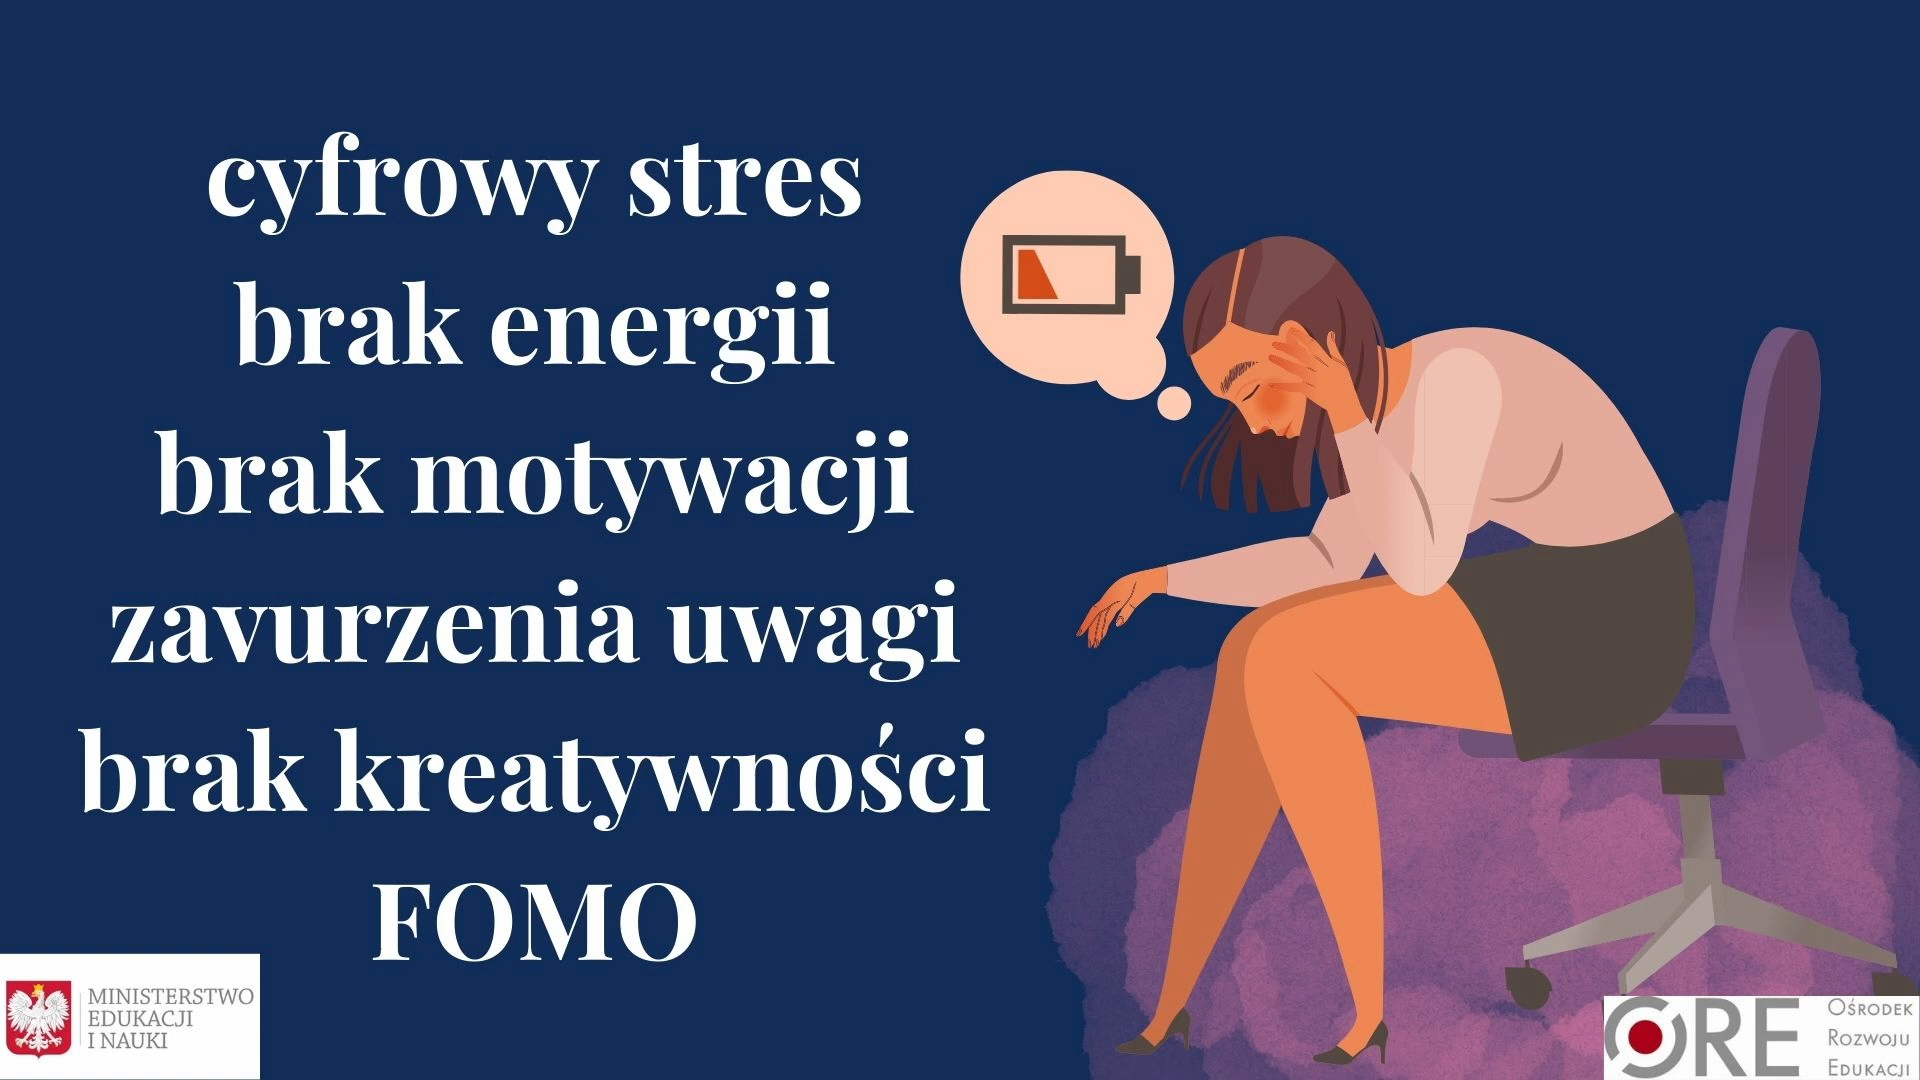 cyfrowy stres
brak energii
brak motywacji
zavurzenia uwagi
brak kreatywności
FOMO
MINISTERSTWO
EDUKACJI
I NAUKI
ORE
OŚRODEK
ROZWOJU
EDUKACJI